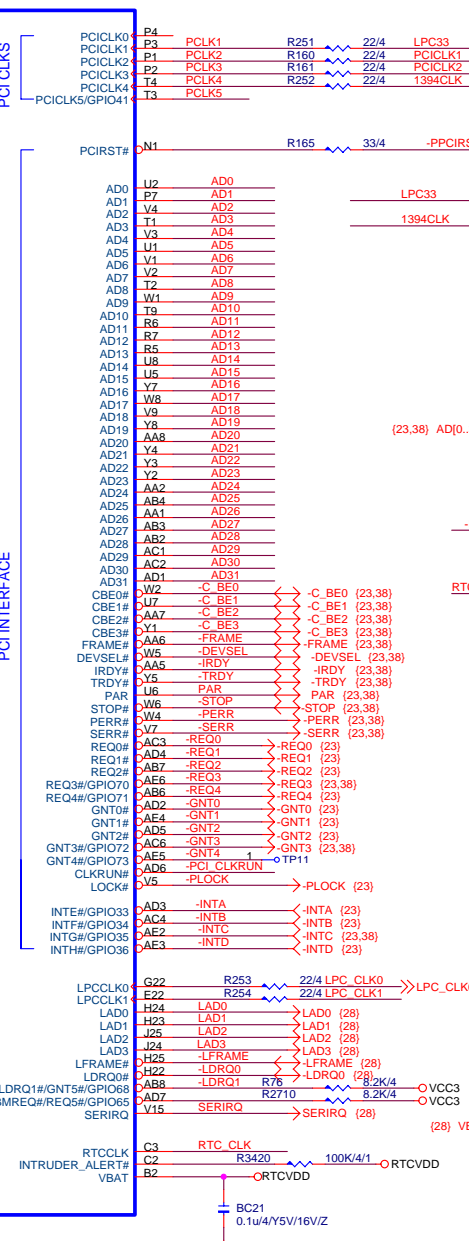 PCI CLKS
PCICLK0 P4
PCICLK1 P3 PCLK1 R251 22/4 LPC33
PCICLK2 P1 PCLK2 R160 22/4 PCICLK1
PCICLK3 P2 PCLK3 R161 22/4 PCICLK2
PCICLK4 T4 PCLK4 R252 22/4 1394CLK
PCICLK5/GPIO41 T3 PCLK5
PCIRST# N1 R165 33/4 -PPCIRS
PCI INTERFACE
AD0 U2 AD0
AD1 P7 AD1 LPC33
AD2 V4 AD2
AD3 T1 AD3 1394CLK
AD4 V3 AD4
AD5 U1 AD5
AD6 V1 AD6
AD7 V2 AD7
AD8 T2 AD8
AD9 W1 AD9
AD10 T9 AD10
AD11 R6 AD11
AD12 R7 AD12
AD13 R5 AD13
AD14 U8 AD14
AD15 U5 AD15
AD16 Y7 AD16
AD17 W8 AD17
AD18 V9 AD18
AD19 Y8 AD19
AD20 AA8 AD20 {23,38} AD[0..
AD21 Y4 AD21
AD22 Y3 AD22
AD23 Y2 AD23
AD24 AA2 AD24
AD25 AB4 AD25
AD26 AA1 AD26
AD27 AB3 AD27 -
AD28 AB2 AD28
AD29 AC1 AD29
AD30 AC2 AD30
AD31 AD1 AD31
CBE0# W2 -C_BE0 -C_BE0 {23,38} RTC
CBE1# U7 -C_BE1 -C_BE1 {23,38}
CBE2# AA7 -C_BE2 -C_BE2 {23,38}
CBE3# Y1 -C_BE3 -C_BE3 {23,38}
FRAME# AA6 -FRAME -FRAME {23,38}
DEVSEL# W5 -DEVSEL -DEVSEL {23,38}
IRDY# AA5 -IRDY -IRDY {23,38}
TRDY# Y5 -TRDY -TRDY {23,38}
PAR U6 PAR PAR {23,38}
STOP# W6 -STOP -STOP {23,38}
PERR# W4 -PERR -PERR {23,38}
SERR# V7 -SERR -SERR {23,38}
REQ0# AC3 -REQ0 -REQ0 {23}
REQ1# AD4 -REQ1 -REQ1 {23}
REQ2# AB7 -REQ2 -REQ2 {23}
REQ3#/GPIO70 AE6 -REQ3 -REQ3 {23,38}
REQ4#/GPIO71 AB6 -REQ4 -REQ4 {23}
GNT0# AD2 -GNT0 -GNT0 {23}
GNT1# AE4 -GNT1 -GNT1 {23}
GNT2# AD5 -GNT2 -GNT2 {23}
GNT3#/GPIO72 AC6 -GNT3 -GNT3 {23,38}
GNT4#/GPIO73 AE5 -GNT4 1 TP11
CLKRUN# AD6 -PCI_CLKRUN
LOCK# V5 -PLOCK -PLOCK {23}
INTE#/GPIO33 AD3 -INTA -INTA {23}
INTF#/GPIO34 AC4 -INTB -INTB {23}
INTG#/GPIO35 AE2 -INTC -INTC {23,38}
INTH#/GPIO36 AE3 -INTD -INTD {23}
LPCCLK0 G22 R253 22/4 LPC_CLK0 LPC_CLK0
LPCCLK1 E22 R254 22/4 LPC_CLK1
LAD0 H24 LAD0 LAD0 {28}
LAD1 H23 LAD1 LAD1 {28}
LAD2 J25 LAD2 LAD2 {28}
LAD3 J24 LAD3 LAD3 {28}
LFRAME# H25 -LFRAME -LFRAME {28}
LDRQ0# H22 -LDRQ0 -LDRQ0 {28}
LDRQ1#/GNT5#/GPIO68 AB8 -LDRQ1 R76 8.2K/4 VCC3
BMREQ#/REQ5#/GPIO65 AD7 R2710 8.2K/4 VCC3
SERIRQ V15 SERIRQ SERIRQ {28}
{28} VB
RTCCLK C3 RTC_CLK
INTRUDER_ALERT# C2 R3420 100K/4/1 RTCVDD
VBAT B2 RTCVDD
BC21
0.1u/4/Y5V/16V/Z